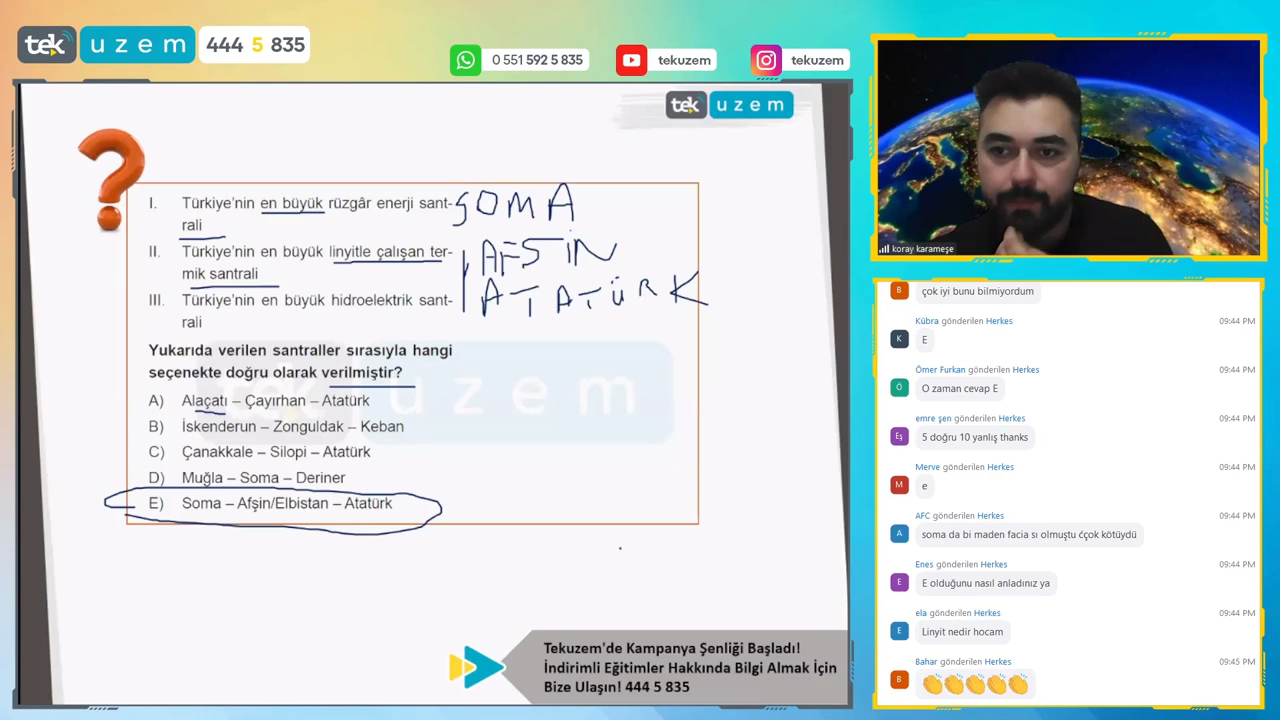 tek uzem 444 5 835
0 551 592 5 835
tekuzem
tekuzem
tek uzem
I. Türkiye'nin en büyük rüzgâr enerji sant-
rali
SOMA
II. Türkiye'nin en büyük linyitle çalışan ter-
mik santrali
AFSİN
III. Türkiye'nin en büyük hidroelektrik sant-
rali
ATATÜRK
Yukarıda verilen santraller sırasıyla hangi
seçenekte doğru olarak verilmiştir?
A) Alaçatı – Çayırhan – Atatürk
B) İskenderun – Zonguldak – Keban
C) Çanakkale – Silopi – Atatürk
D) Muğla – Soma – Deriner
E) Soma – Afşin/Elbistan – Atatürk
uzem
Tekuzem'de Kampanya Şenliği Başladı!
İndirimli Eğitimler Hakkında Bilgi Almak İçin
Bize Ulaşın! 444 5 835
koray karameşe
B çok iyi bunu bilmiyordum
Kübra gönderilen Herkes 09:44 PM
K E
Ömer Furkan gönderilen Herkes 09:44 PM
Ö O zaman cevap E
emre şen gönderilen Herkes 09:44 PM
Eş 5 doğru 10 yanlış thanks
Merve gönderilen Herkes 09:44 PM
M e
AFC gönderilen Herkes 09:44 PM
A soma da bi maden facia sı olmuştu ćçok kötüydü
Enes gönderilen Herkes 09:44 PM
E E olduğunu nasıl anladınız ya
ela gönderilen Herkes 09:44 PM
E Linyit nedir hocam
Bahar gönderilen Herkes 09:45 PM
B 👏👏👏👏👏